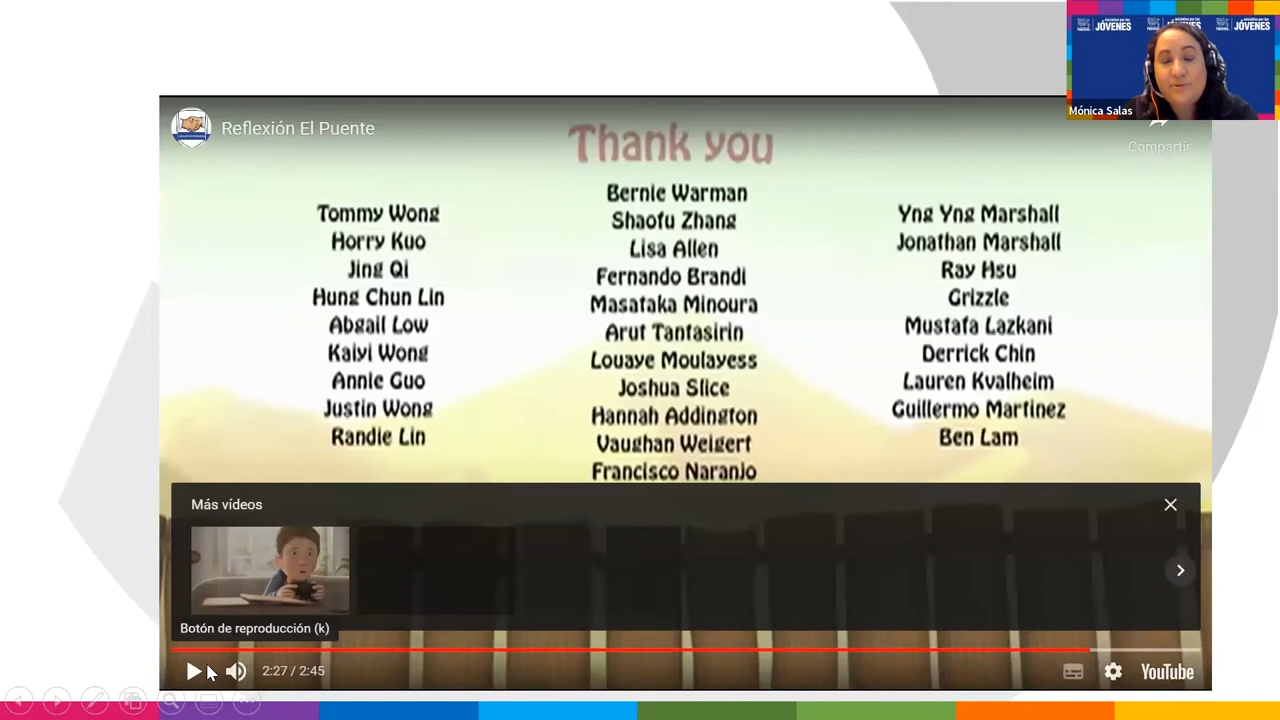 JÓVENES
JÓVENES
JÓVENES
Mónica Salas
Reflexión El Puente
Compartir
Thank you
Tommy Wong
Horry Kuo
Jing Qi
Hung Chun Lin
Abgail Low
Kaiyi Wong
Annie Guo
Justin Wong
Randie Lin
Bernie Warman
Shaofu Zhang
Lisa Allen
Fernando Brandi
Masataka Minoura
Arut Tantasirin
Louaye Moulayess
Joshua Slice
Hannah Addington
Vaughan Weigert
Francisco Naranjo
Yng Yng Marshall
Jonathan Marshall
Ray Hsu
Grizzle
Mustafa Lazkani
Derrick Chin
Lauren Kvalheim
Guillermo Martinez
Ben Lam
Más vídeos
Botón de reproducción (k)
2:27 / 2:45
YouTube